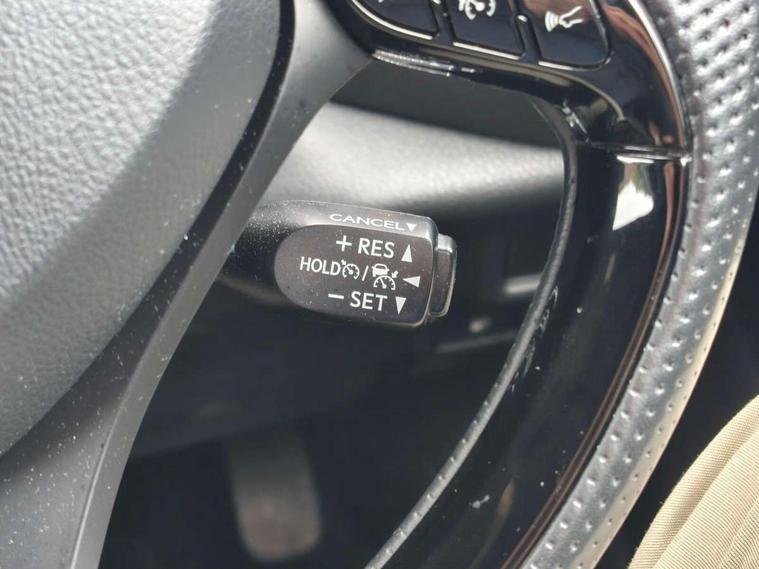 CANCEL
+ RES
HOLD /
− SET